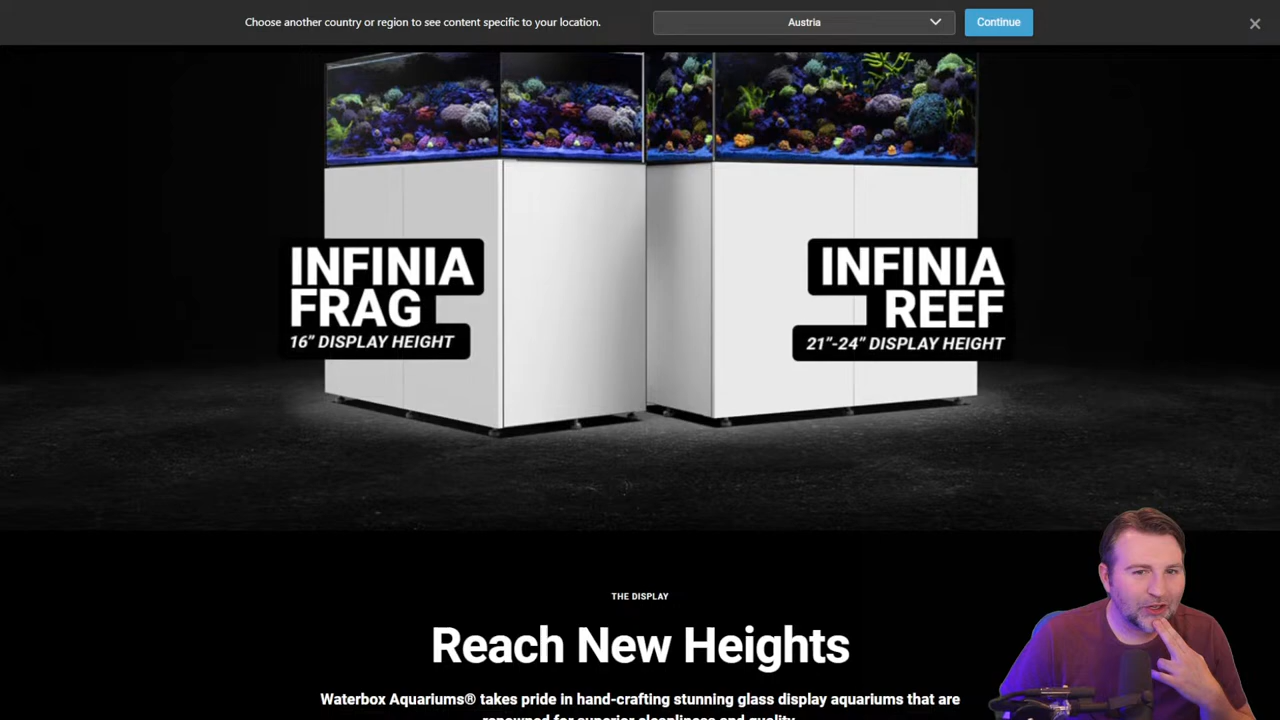 Choose another country or region to see content specific to your location.
Austria
Continue
INFINIA
FRAG
16” DISPLAY HEIGHT
INFINIA
REEF
21”-24” DISPLAY HEIGHT
THE DISPLAY
Reach New Heights
Waterbox Aquariums® takes pride in hand-crafting stunning glass display aquariums that are
renowned for superior cleanliness and quality.